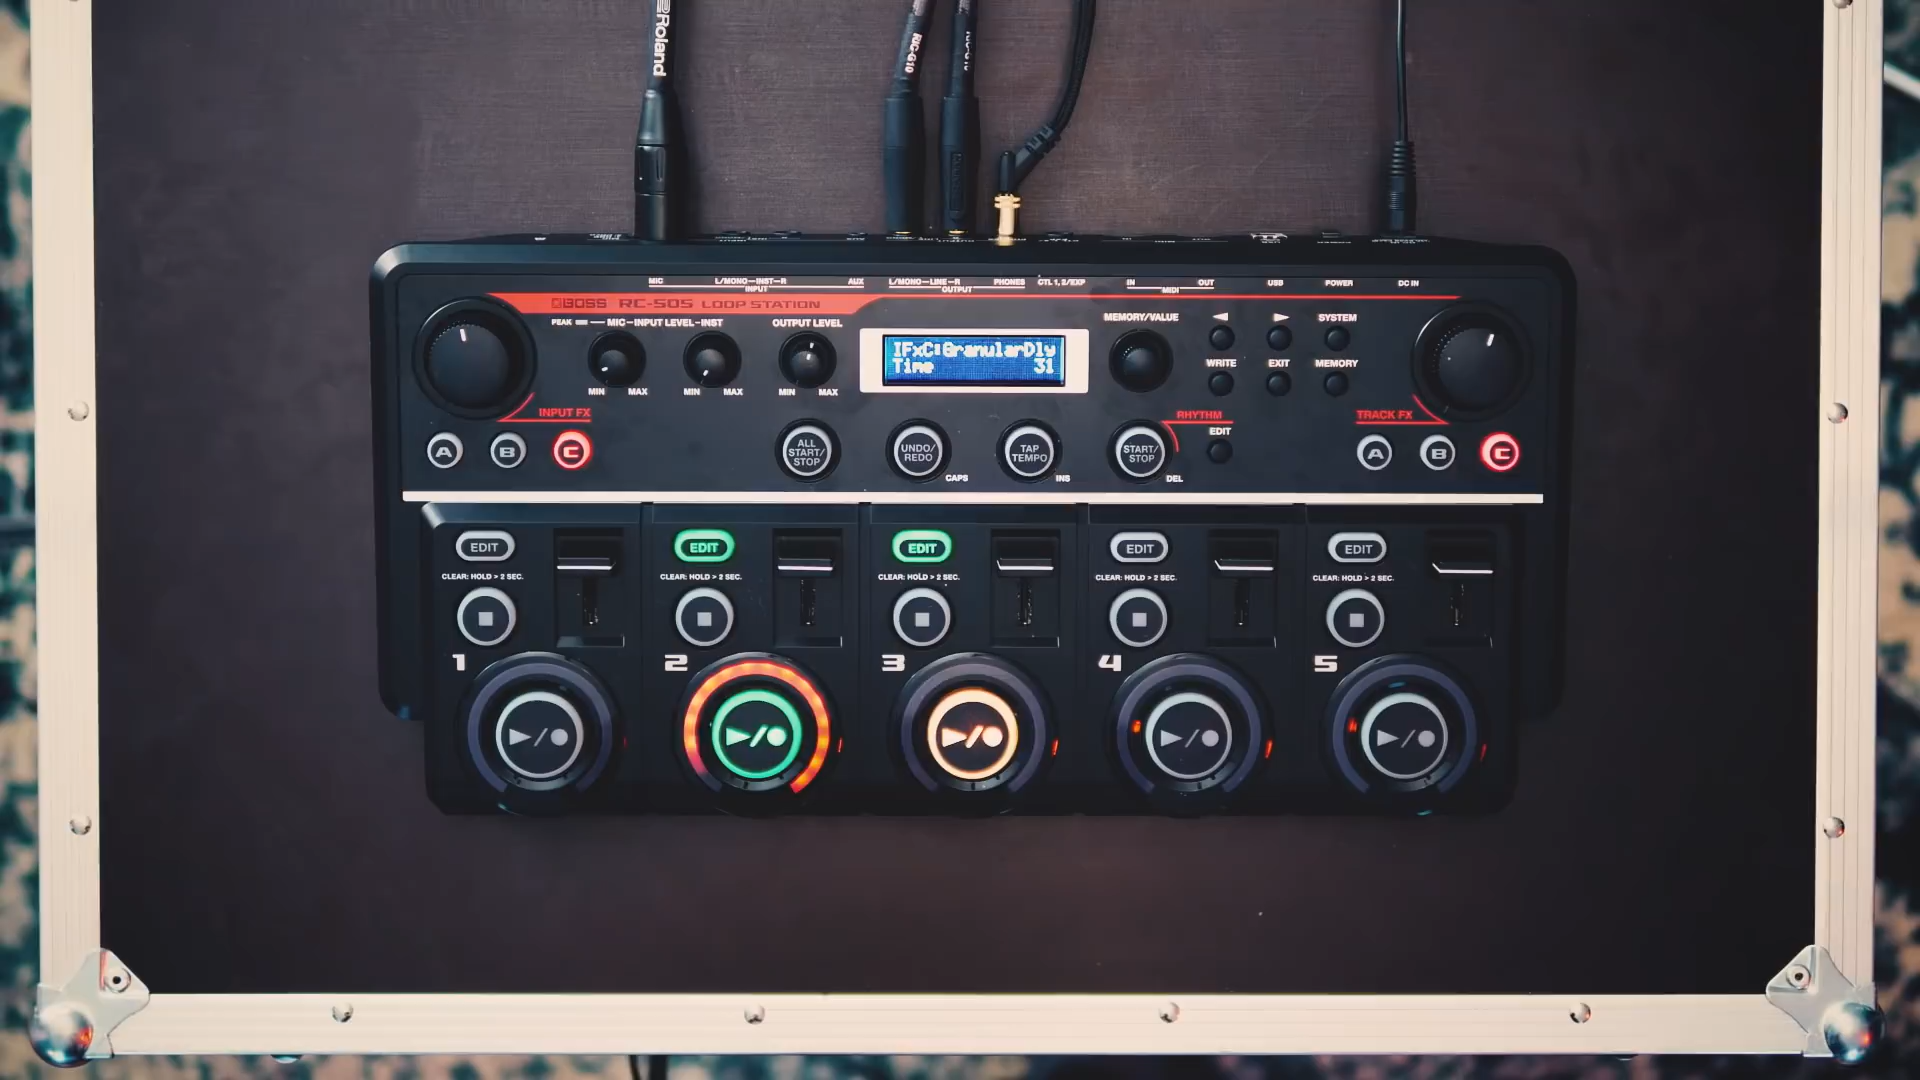 Roland
RIC-G10
RIC-G10
MIC
L/MONO—INST—R
INPUT
AUX
L/MONO—LINE—R
OUTPUT
PHONES
CTL 1, 2/EXP
IN
MIDI
OUT
USB
POWER
DC IN
BOSS RC-505 LOOP STATION
PEAK
MIC—INPUT LEVEL—INST
MIN
MAX
MIN
MAX
OUTPUT LEVEL
MIN
MAX
IFxC:GranularDly
Time 31
MEMORY/VALUE
SYSTEM
WRITE
EXIT
MEMORY
INPUT FX
A B C
ALL START/STOP
UNDO/REDO
CAPS
TAP TEMPO
INS
RHYTHM
START/STOP
DEL
EDIT
TRACK FX
A B C
EDIT
EDIT
EDIT
EDIT
EDIT
CLEAR: HOLD > 2 SEC.
CLEAR: HOLD > 2 SEC.
CLEAR: HOLD > 2 SEC.
CLEAR: HOLD > 2 SEC.
CLEAR: HOLD > 2 SEC.
1 2 3 4 5